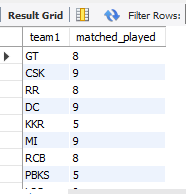 Result Grid Filter Rows:
team1 matched_played
GT 8
CSK 9
RR 8
DC 9
KKR 5
MI 9
RCB 8
PBKS 5